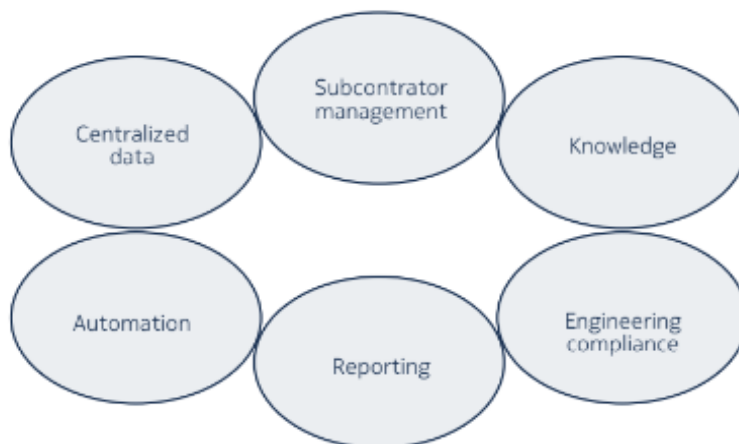 Subcontrator
management
Centralized
data
Knowledge
Automation
Engineering
compliance
Reporting